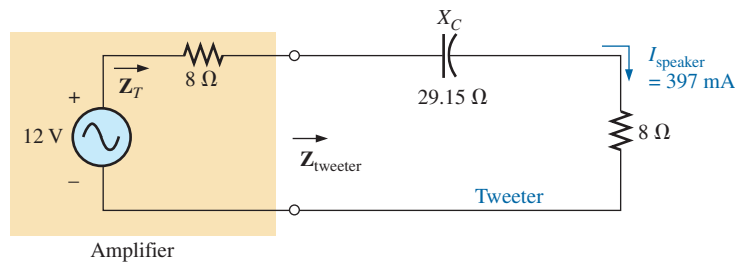 X_C
I_speaker
= 397 mA
8 Ω
Z_T
+
29.15 Ω
12 V
8 Ω
Z_tweeter
−
Tweeter
Amplifier